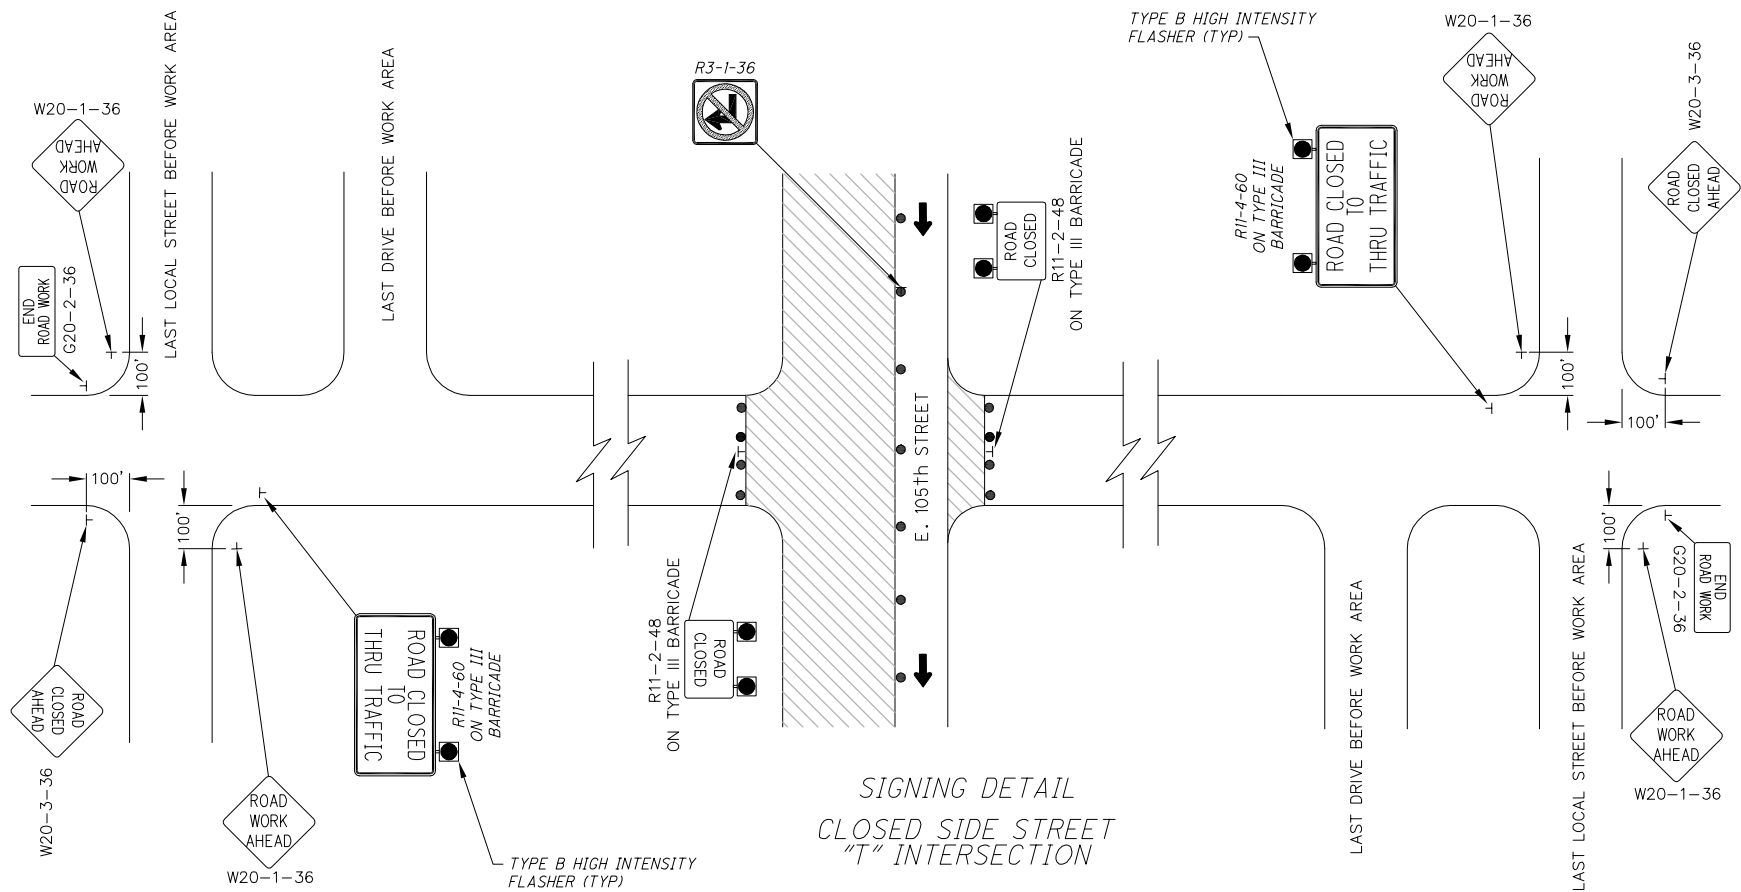 W20-1-36
ROAD
WORK
AHEAD
LAST LOCAL STREET BEFORE WORK AREA
LAST DRIVE BEFORE WORK AREA
END
ROAD WORK
G20-2-36
100'
R3-1-36
ROAD
CLOSED
R11-2-48
ON TYPE III BARRICADE
TYPE B HIGH INTENSITY
FLASHER (TYP)
R11-4-60
ON TYPE III
BARRICADE
ROAD CLOSED
TO
THRU TRAFFIC
W20-1-36
ROAD
WORK
AHEAD
W20-3-36
ROAD
CLOSED
AHEAD
100'
100'
E. 105th STREET
100'
100'
ROAD
CLOSED
AHEAD
W20-3-36
ROAD
WORK
AHEAD
W20-1-36
ROAD CLOSED
TO
THRU TRAFFIC
R11-4-60
ON TYPE III
BARRICADE
TYPE B HIGH INTENSITY
FLASHER (TYP)
R11-2-48
ON TYPE III BARRICADE
ROAD
CLOSED
SIGNING DETAIL
CLOSED SIDE STREET
"T" INTERSECTION
LAST DRIVE BEFORE WORK AREA
LAST LOCAL STREET BEFORE WORK AREA
100'
END
ROAD WORK
G20-2-36
ROAD
WORK
AHEAD
W20-1-36